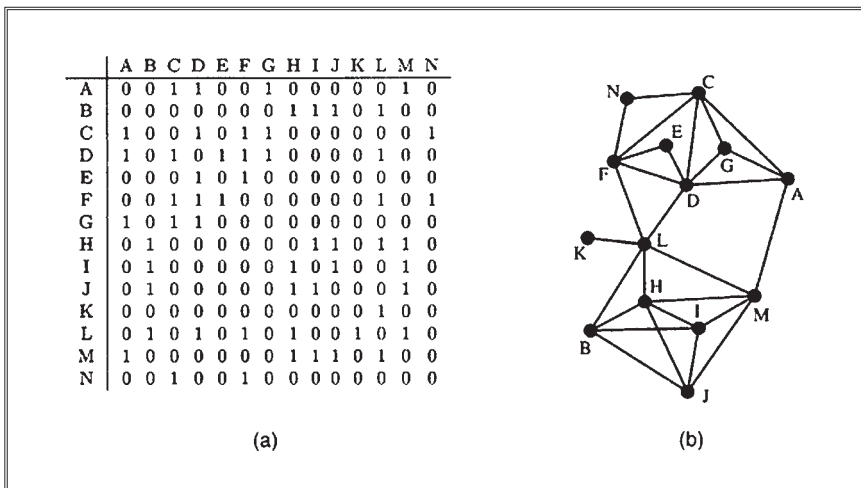 A B C D E F G H I J K L M N
A 0 0 1 1 0 0 1 0 0 0 0 0 1 0
B 0 0 0 0 0 0 0 1 1 1 0 1 0 0
C 1 0 0 1 0 1 1 0 0 0 0 0 0 1
D 1 0 1 0 1 1 1 0 0 0 0 1 0 0
E 0 0 0 1 0 1 0 0 0 0 0 0 0 0
F 0 0 1 1 1 0 0 0 0 0 0 1 0 1
G 1 0 1 1 0 0 0 0 0 0 0 0 0 0
H 0 1 0 0 0 0 0 0 1 1 0 1 1 0
I 0 1 0 0 0 0 0 1 0 1 0 0 1 0
J 0 1 0 0 0 0 0 1 1 0 0 0 1 0
K 0 0 0 0 0 0 0 0 0 0 0 1 0 0
L 0 1 0 1 0 1 0 1 0 0 1 0 1 0
M 1 0 0 0 0 0 0 1 1 1 0 1 0 0
N 0 0 1 0 0 1 0 0 0 0 0 0 0 0
(a)
C
N
E
G
F
D
A
K
L
H
I
M
B
J
(b)